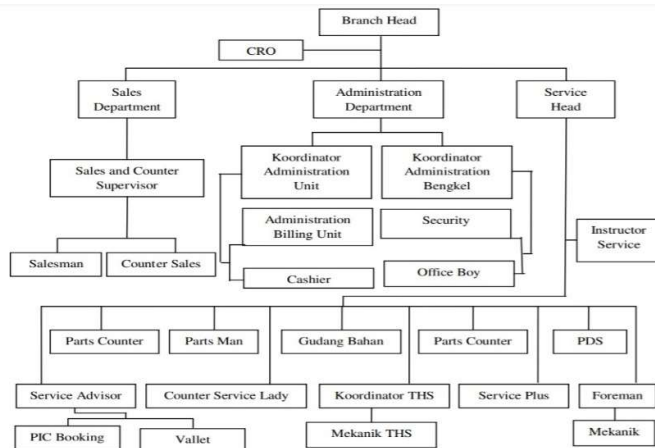 Branch Head
CRO
Sales
Department
Administration
Department
Service
Head
Sales and Counter
Supervisor
Koordinator
Administration
Unit
Koordinator
Administration
Bengkel
Administration
Billing Unit
Security
Instructor
Service
Salesman
Counter Sales
Cashier
Office Boy
Parts Counter
Parts Man
Gudang Bahan
Parts Counter
PDS
Service Advisor
Counter Service Lady
Koordinator THS
Service Plus
Foreman
PIC Booking
Vallet
Mekanik THS
Mekanik